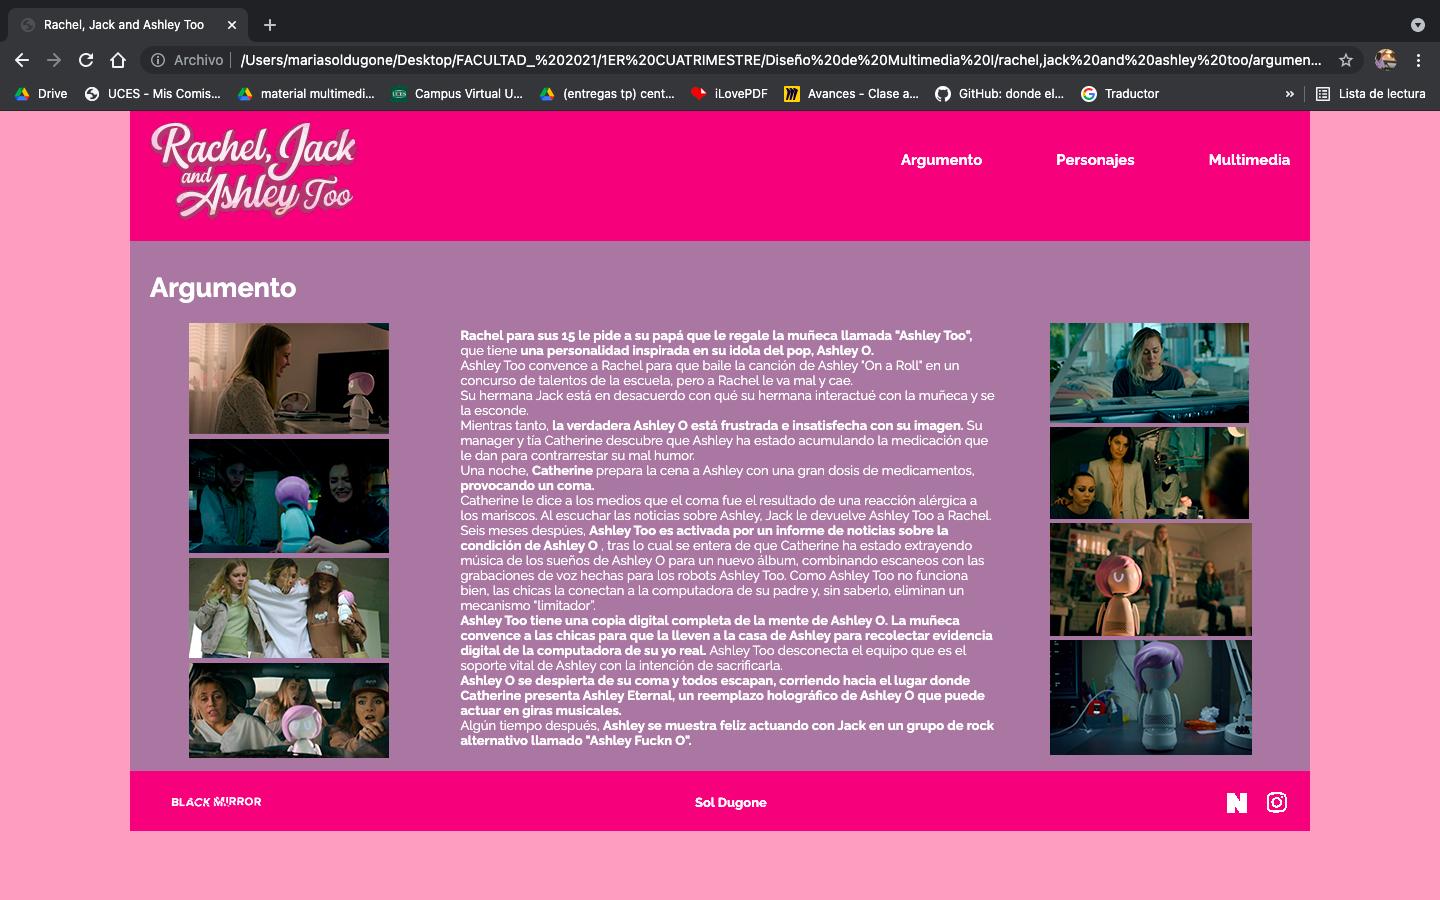 Rachel, Jack and Ashley Too
Archivo
/Users/mariasoldugone/Desktop/FACULTAD_%202021/1ER%20CUATRIMESTRE/Diseño%20de%20Multimedia%20I/rachel,jack%20and%20ashley%20too/argumen...
Drive
UCES - Mis Comis...
material multimedi...
Campus Virtual U...
(entregas tp) cent...
iLovePDF
Avances - Clase a...
GitHub: donde el...
Traductor
»
Lista de lectura
Rachel, Jack
and
Ashley Too
Argumento
Personajes
Multimedia
Argumento
Rachel para sus 15 le pide a su papá que le regale la muñeca llamada "Ashley Too",
que tiene una personalidad inspirada en su idola del pop, Ashley O.
Ashley Too convence a Rachel para que baile la canción de Ashley "On a Roll" en un
concurso de talentos de la escuela, pero a Rachel le va mal y cae.
Su hermana Jack está en desacuerdo con qué su hermana interactué con la muñeca y se
la esconde.
Mientras tanto, la verdadera Ashley O está frustrada e insatisfecha con su imagen. Su
manager y tía Catherine descubre que Ashley ha estado acumulando la medicación que
le dan para contrarrestar su mal humor.
Una noche, Catherine prepara la cena a Ashley con una gran dosis de medicamentos,
provocando un coma.
Catherine le dice a los medios que el coma fue el resultado de una reacción alérgica a
los mariscos. Al escuchar las noticias sobre Ashley, Jack le devuelve Ashley Too a Rachel.
Seis meses despúes, Ashley Too es activada por un informe de noticias sobre la
condición de Ashley O , tras lo cual se entera de que Catherine ha estado extrayendo
música de los sueños de Ashley O para un nuevo álbum, combinando escaneos con las
grabaciones de voz hechas para los robots Ashley Too. Como Ashley Too no funciona
bien, las chicas la conectan a la computadora de su padre y, sin saberlo, eliminan un
mecanismo "limitador".
Ashley Too tiene una copia digital completa de la mente de Ashley O. La muñeca
convence a las chicas para que la lleven a la casa de Ashley para recolectar evidencia
digital de la computadora de su yo real. Ashley Too desconecta el equipo que es el
soporte vital de Ashley con la intención de sacrificarla.
Ashley O se despierta de su coma y todos escapan, corriendo hacia el lugar donde
Catherine presenta Ashley Eternal, un reemplazo holográfico de Ashley O que puede
actuar en giras musicales.
Algún tiempo después, Ashley se muestra feliz actuando con Jack en un grupo de rock
alternativo llamado "Ashley Fuckn O".
BLACK MIRROR
Sol Dugone
N